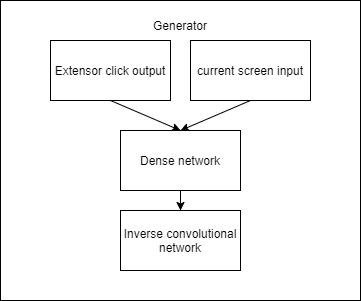 Generator
Extensor click output
current screen input
Dense network
Inverse convolutional
network